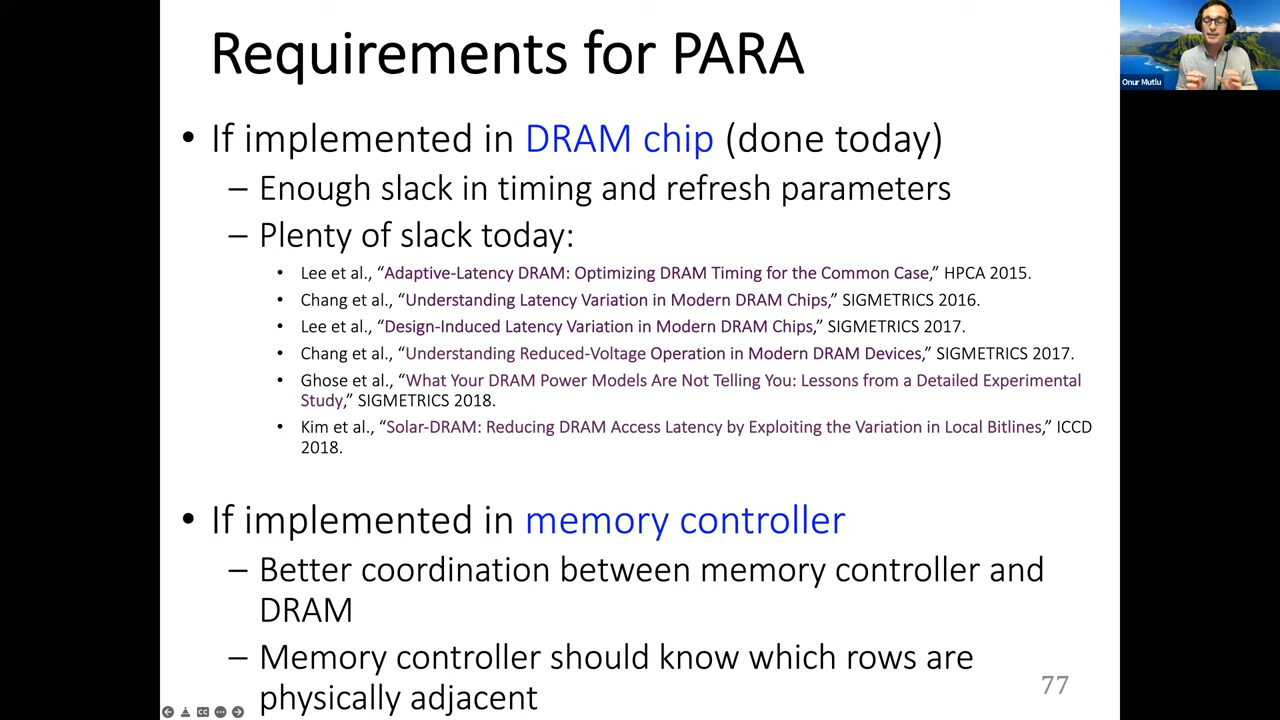 Requirements for PARA
Onur Mutlu
• If implemented in DRAM chip (done today)
– Enough slack in timing and refresh parameters
– Plenty of slack today:
• Lee et al., “Adaptive-Latency DRAM: Optimizing DRAM Timing for the Common Case,” HPCA 2015.
• Chang et al., “Understanding Latency Variation in Modern DRAM Chips,” SIGMETRICS 2016.
• Lee et al., “Design-Induced Latency Variation in Modern DRAM Chips,” SIGMETRICS 2017.
• Chang et al., “Understanding Reduced-Voltage Operation in Modern DRAM Devices,” SIGMETRICS 2017.
• Ghose et al., “What Your DRAM Power Models Are Not Telling You: Lessons from a Detailed Experimental
Study,” SIGMETRICS 2018.
• Kim et al., “Solar-DRAM: Reducing DRAM Access Latency by Exploiting the Variation in Local Bitlines,” ICCD
2018.
• If implemented in memory controller
– Better coordination between memory controller and
DRAM
– Memory controller should know which rows are
physically adjacent
77
CC